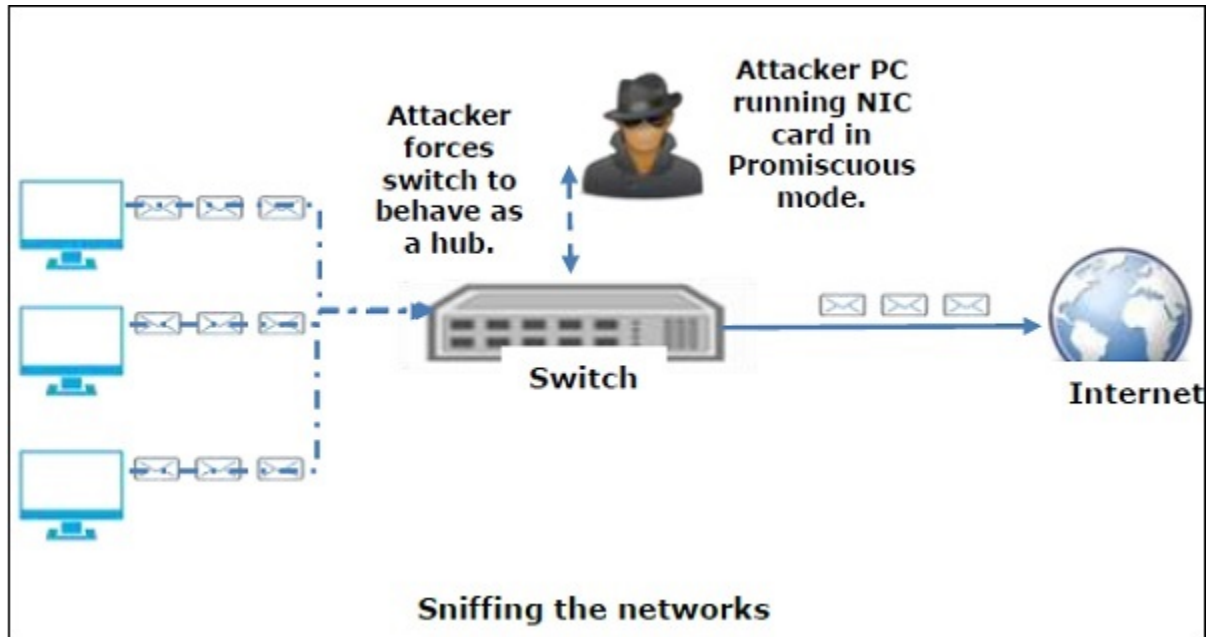 Attacker
forces
switch to
behave as
a hub.
Attacker PC
running NIC
card in
Promiscuous
mode.
Switch
Internet
Sniffing the networks